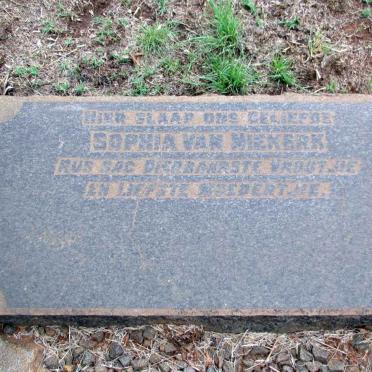 HIER SLAAP ONS GELIEFDE
SOPHIA VAN NIEKERK
RUS SAG DIERBAARSTE VROUTJIE
EN LIEFSTE MOEDERTJIE